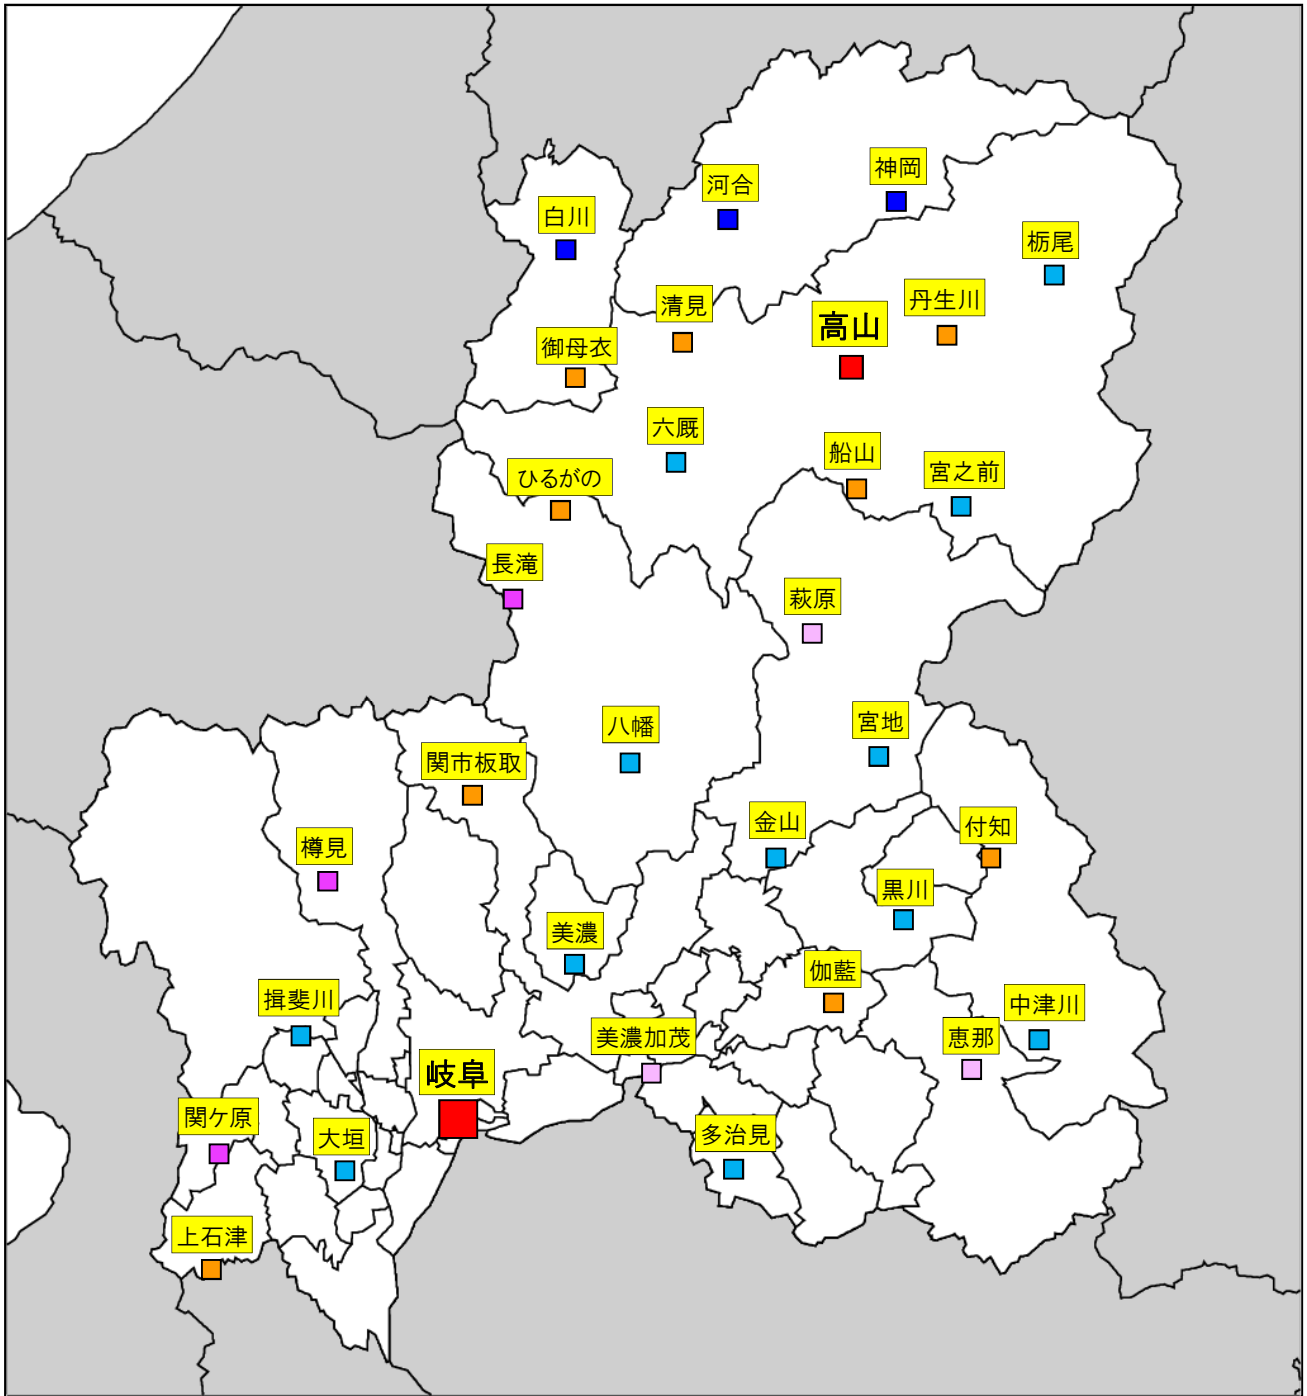 神岡
河合
白川
栃尾
丹生川
清見
高山
御母衣
六厩
船山
宮之前
ひるがの
長滝
萩原
宮地
八幡
関市板取
金山
付知
樽見
黒川
美濃
伽藍
揖斐川
中津川
美濃加茂
恵那
岐阜
関ケ原
大垣
多治見
上石津